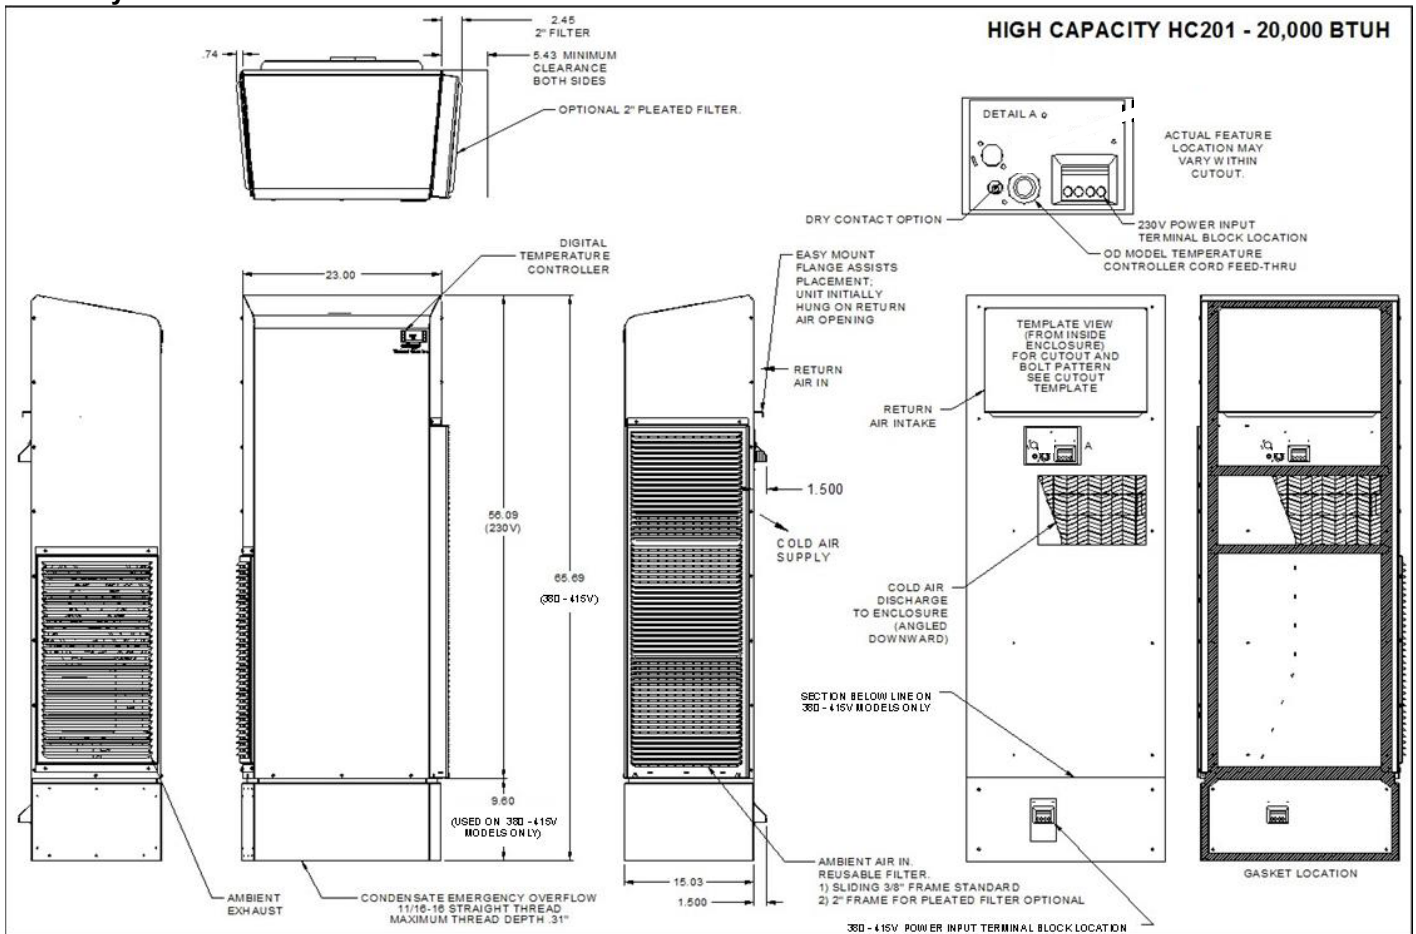 HIGH CAPACITY HC201 - 20,000 BTUH
2.45
2" FILTER
.74
5.43 MINIMUM
CLEARANCE
BOTH SIDES
OPTIONAL 2" PLEATED FILTER.
DETAIL A
ACTUAL FEATURE
LOCATION MAY
VARY WITHIN
CUTOUT.
DRY CONTACT OPTION
230V POWER INPUT
TERMINAL BLOCK LOCATION
OD MODEL TEMPERATURE
CONTROLLER CORD FEED-THRU
DIGITAL
TEMPERATURE
CONTROLLER
23.00
EASY MOUNT
FLANGE ASSISTS
PLACEMENT;
UNIT INITIALLY
HUNG ON RETURN
AIR OPENING
RETURN
AIR IN
TEMPLATE VIEW
(FROM INSIDE
ENCLOSURE)
FOR CUTOUT AND
BOLT PATTERN
SEE CUTOUT
TEMPLATE
RETURN
AIR INTAKE
A
1.500
56.09
(230V)
COLD AIR
SUPPLY
65.69
(380 - 415V)
COLD AIR
DISCHARGE
TO ENCLOSURE
(ANGLED
DOWNWARD)
SECTION BELOW LINE ON
380 - 415V MODELS ONLY
9.60
(USED ON 380 - 415V
MODELS ONLY)
AMBIENT
EXHAUST
CONDENSATE EMERGENCY OVERFLOW
11/16-16 STRAIGHT THREAD
MAXIMUM THREAD DEPTH .31"
15.03
1.500
AMBIENT AIR IN.
REUSABLE FILTER.
1) SLIDING 3/8" FRAME STANDARD
2) 2" FRAME FOR PLEATED FILTER OPTIONAL
GASKET LOCATION
380 - 415V POWER INPUT TERMINAL BLOCK LOCATION